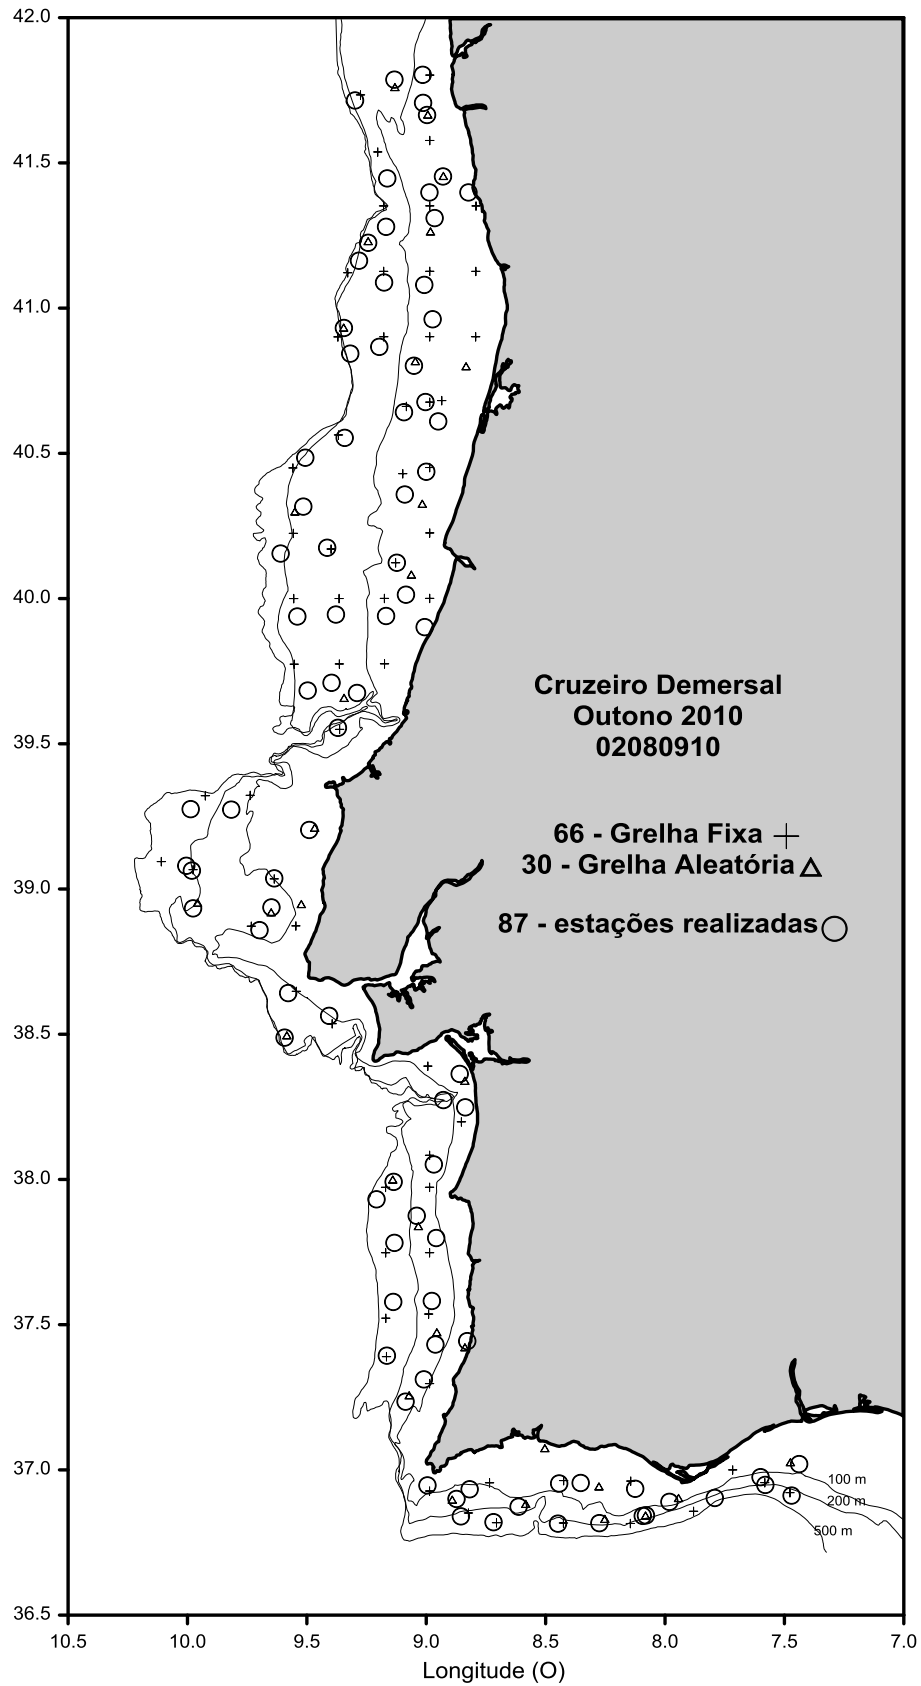 42.0
41.5
41.0
40.5
40.0
39.5
39.0
38.5
38.0
37.5
37.0
36.5
Cruzeiro Demersal
Outono 2010
02080910
66 - Grelha Fixa
30 - Grelha Aleatória
87 - estações realizadas
100 m
200 m
500 m
10.5 10.0 9.5 9.0 8.5 8.0 7.5 7.0
Longitude (O)